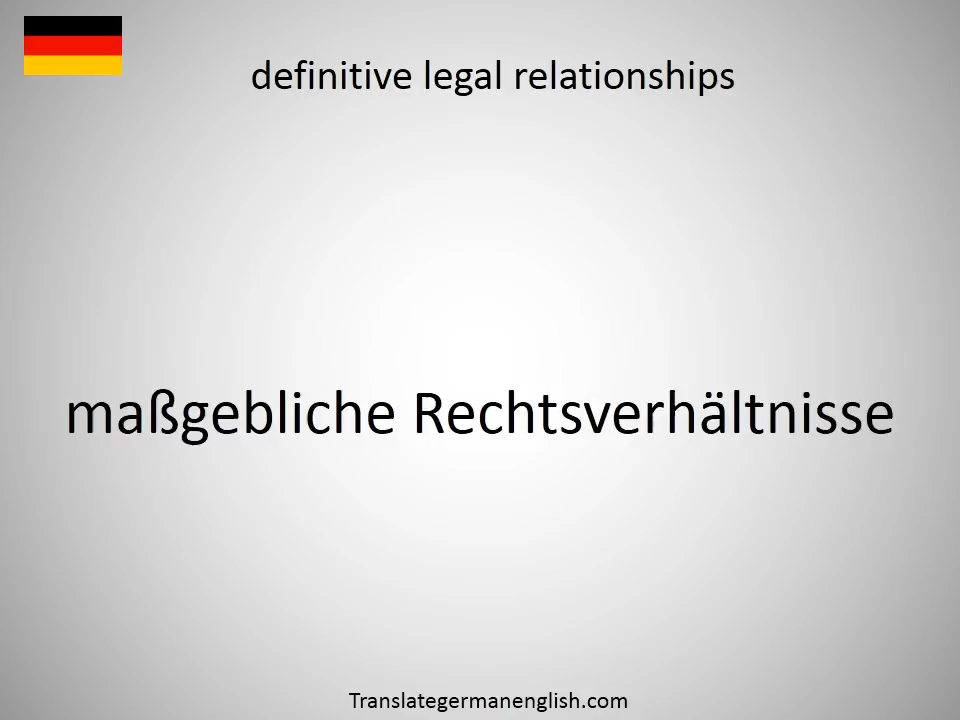 definitive legal relationships
maßgebliche Rechtsverhältnisse
Translategermanenglish.com